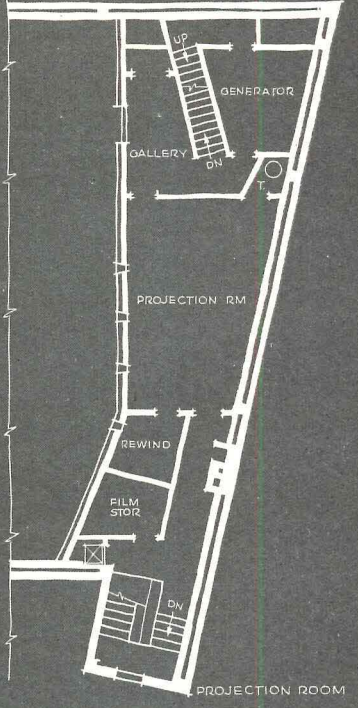 UP
GENERATOR
GALLERY
DN
T.
PROJECTION RM
REWIND
FILM
STOR
DN
PROJECTION ROOM